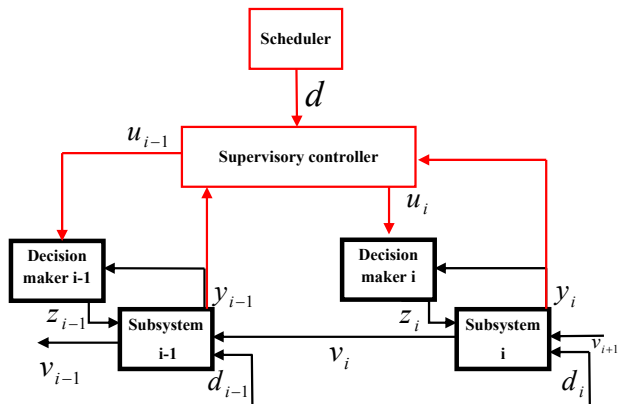 Scheduler
d
u_{i-1}
Supervisory controller
u_i
Decision
maker i-1
Decision
maker i
y_{i-1}
y_i
z_{i-1}
z_i
Subsystem
i-1
Subsystem
i
v_{i-1}
v_i
v_{i+1}
d_{i-1}
d_i